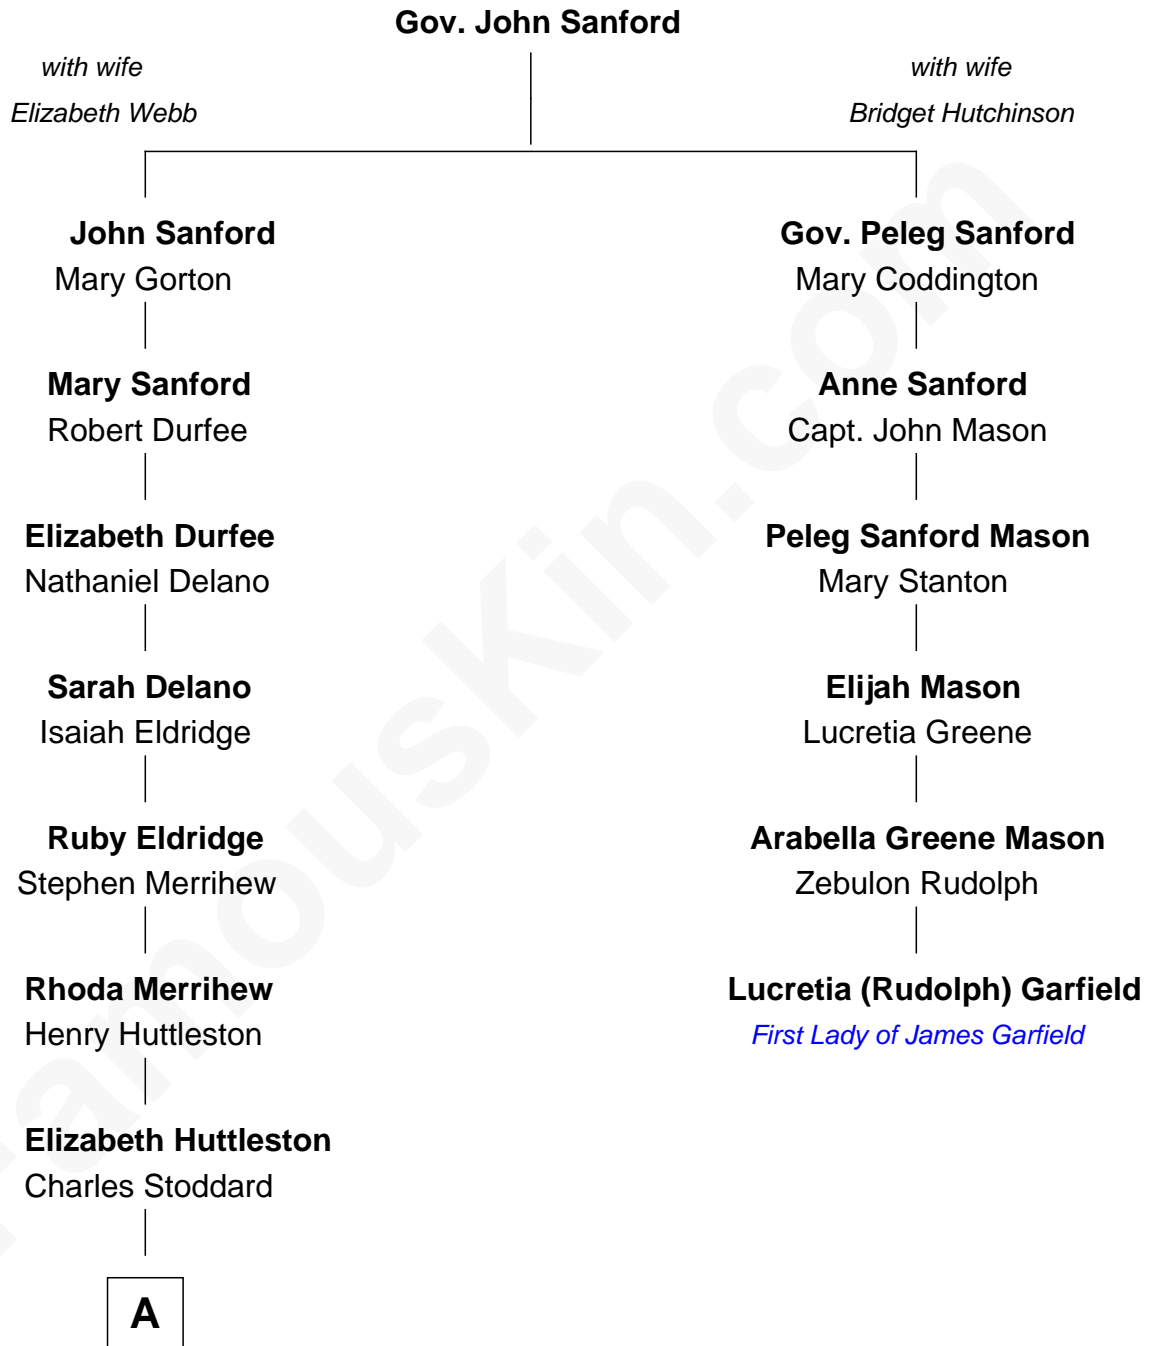 Gov. John Sanford
with wife
Elizabeth Webb
with wife
Bridget Hutchinson
John Sanford
Mary Gorton
Gov. Peleg Sanford
Mary Coddington
Mary Sanford
Robert Durfee
Anne Sanford
Capt. John Mason
Elizabeth Durfee
Nathaniel Delano
Peleg Sanford Mason
Mary Stanton
Sarah Delano
Isaiah Eldridge
Elijah Mason
Lucretia Greene
Ruby Eldridge
Stephen Merrihew
Arabella Greene Mason
Zebulon Rudolph
Rhoda Merrihew
Henry Huttleston
Lucretia (Rudolph) Garfield
First Lady of James Garfield
Elizabeth Huttleston
Charles Stoddard
A
FamousKin.com